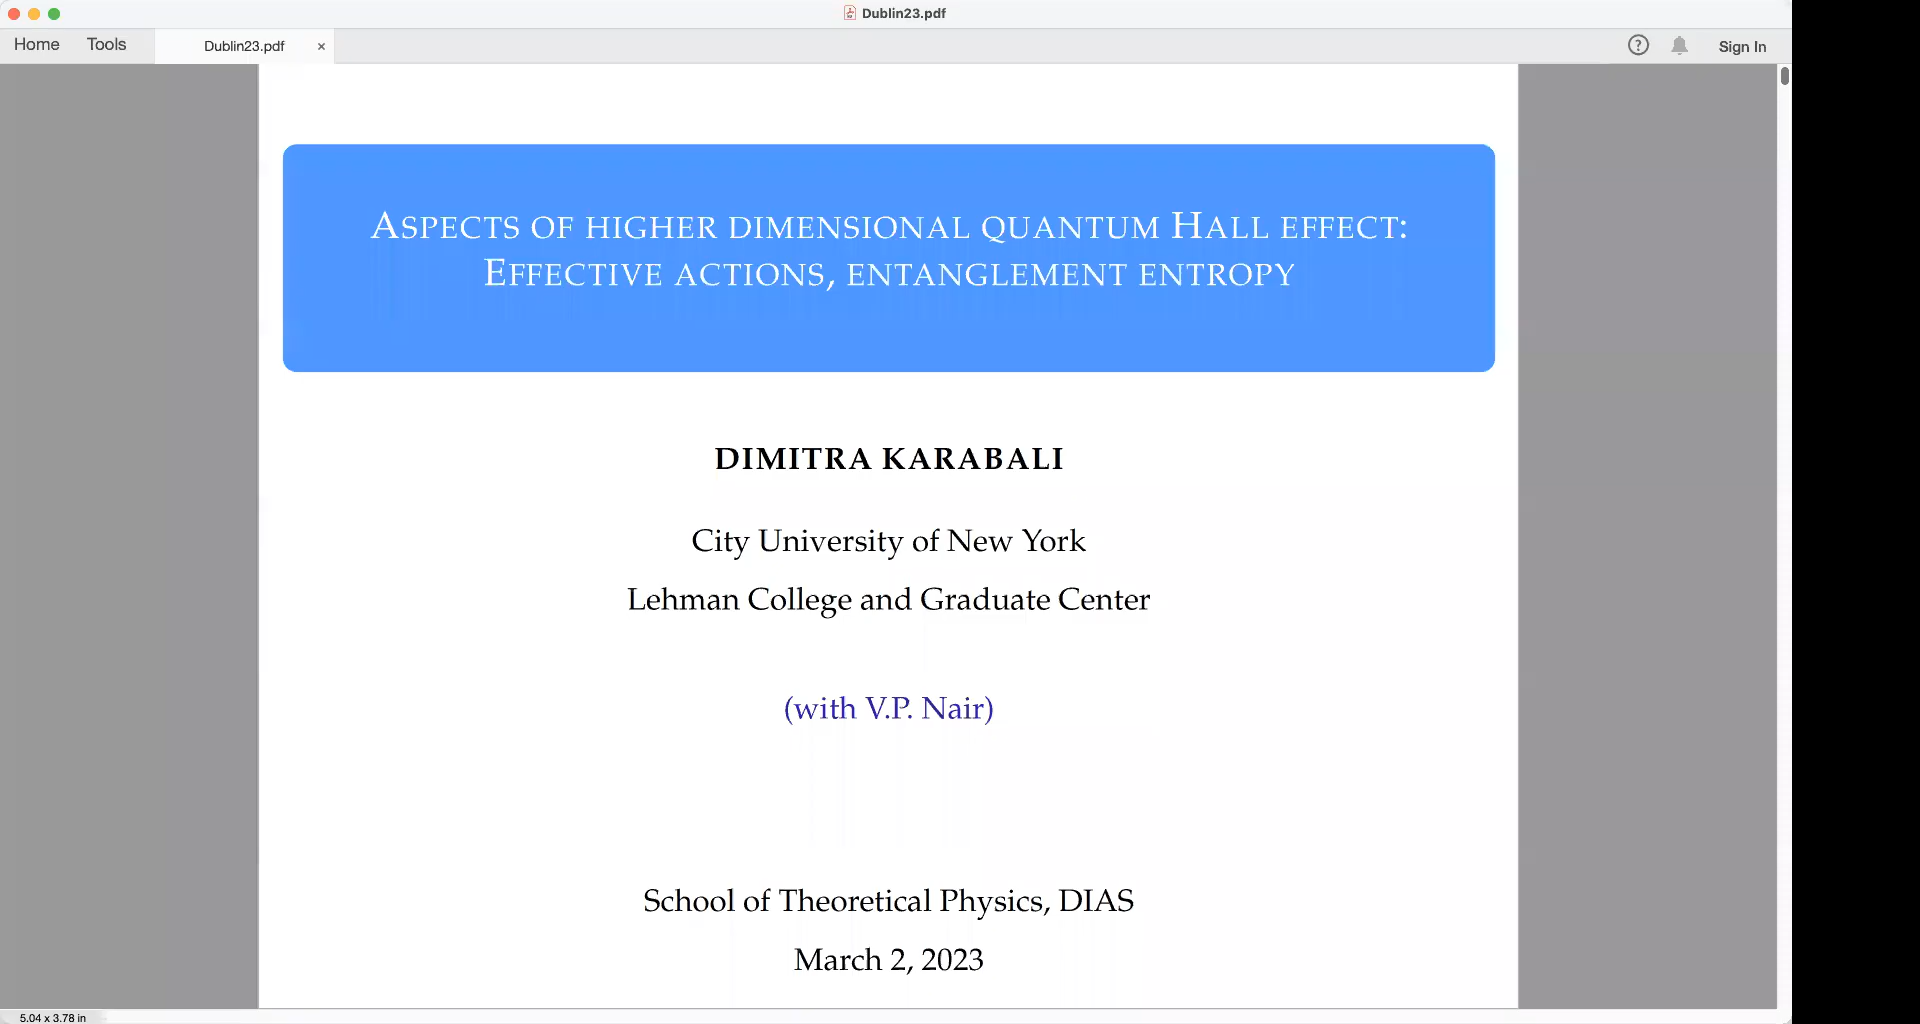 Dublin23.pdf
Home Tools Dublin23.pdf × ? Sign In
ASPECTS OF HIGHER DIMENSIONAL QUANTUM HALL EFFECT:
EFFECTIVE ACTIONS, ENTANGLEMENT ENTROPY
DIMITRA KARABALI
City University of New York
Lehman College and Graduate Center
(with V.P. Nair)
School of Theoretical Physics, DIAS
March 2, 2023
5.04 x 3.78 in